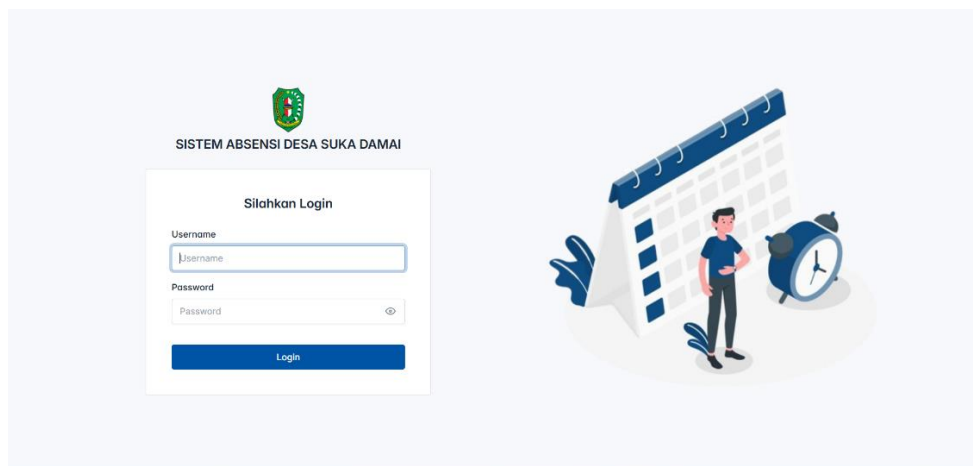 SISTEM ABSENSI DESA SUKA DAMAI
Silahkan Login
Username
Username
Password
Password
Login